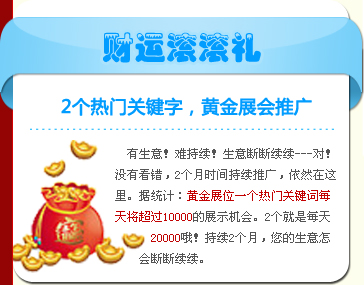 财运滚滚礼
2个热门关键字，黄金展会推广
有生意！难持续！生意断断续续---对！
没有看错，2个月时间持续推广，依然在这
里。据统计：黄金展位一个热门关键词每
天将超过10000的展示机会。2个就是每天
20000哦！持续2个月，您的生意怎
会断断续续。